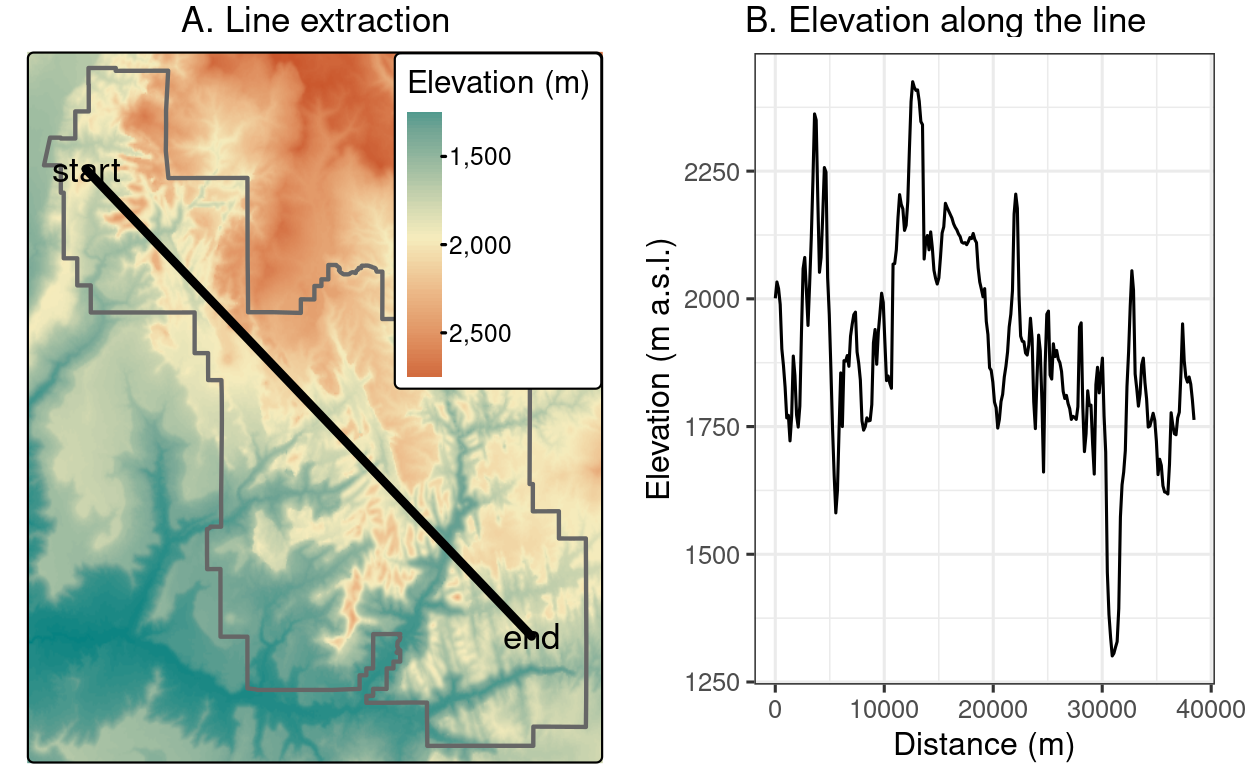 A. Line extraction
Elevation (m)
1,500
2,000
2,500
start
end
B. Elevation along the line
Elevation (m a.s.l.)
2250
2000
1750
1500
1250
0 10000 20000 30000 40000
Distance (m)